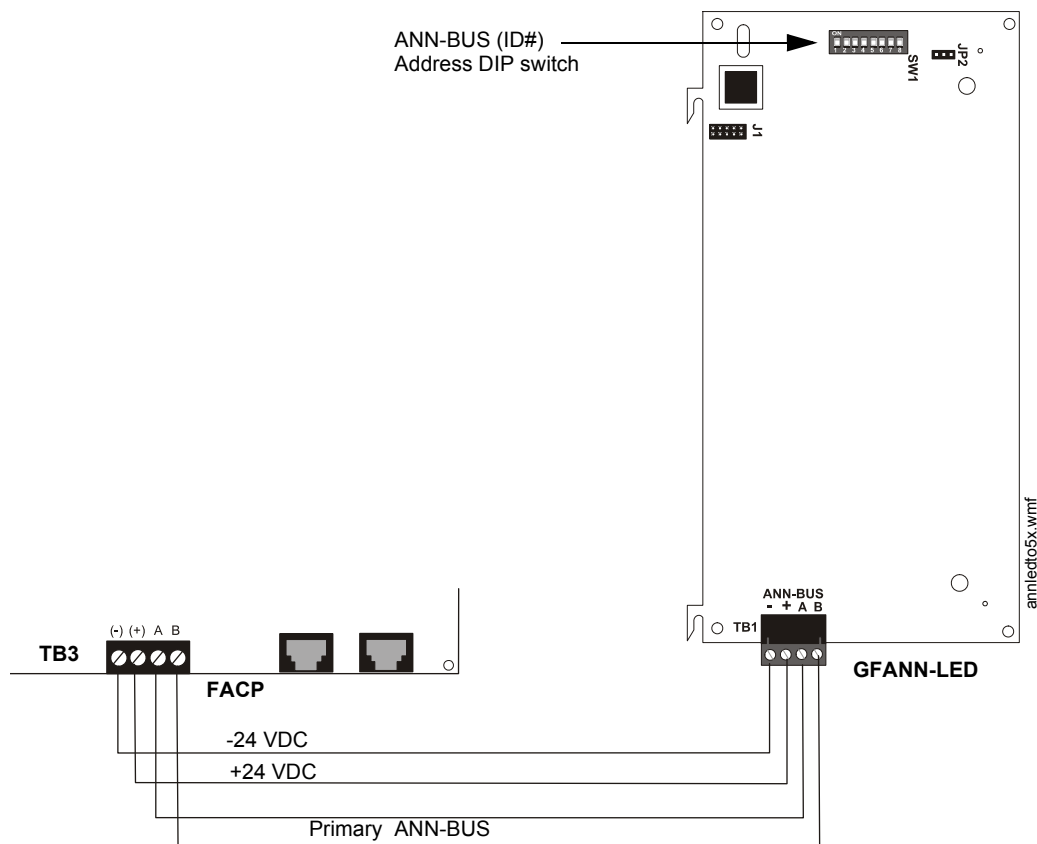 ANN-BUS (ID#)
Address DIP switch
ON
1 2 3 4 5 6 7 8
SW1
JP2
J1
annledto5x.wmf
ANN-BUS
- + A B
TB1
GFANN-LED
(-) (+) A B
TB3
FACP
-24 VDC
+24 VDC
Primary ANN-BUS